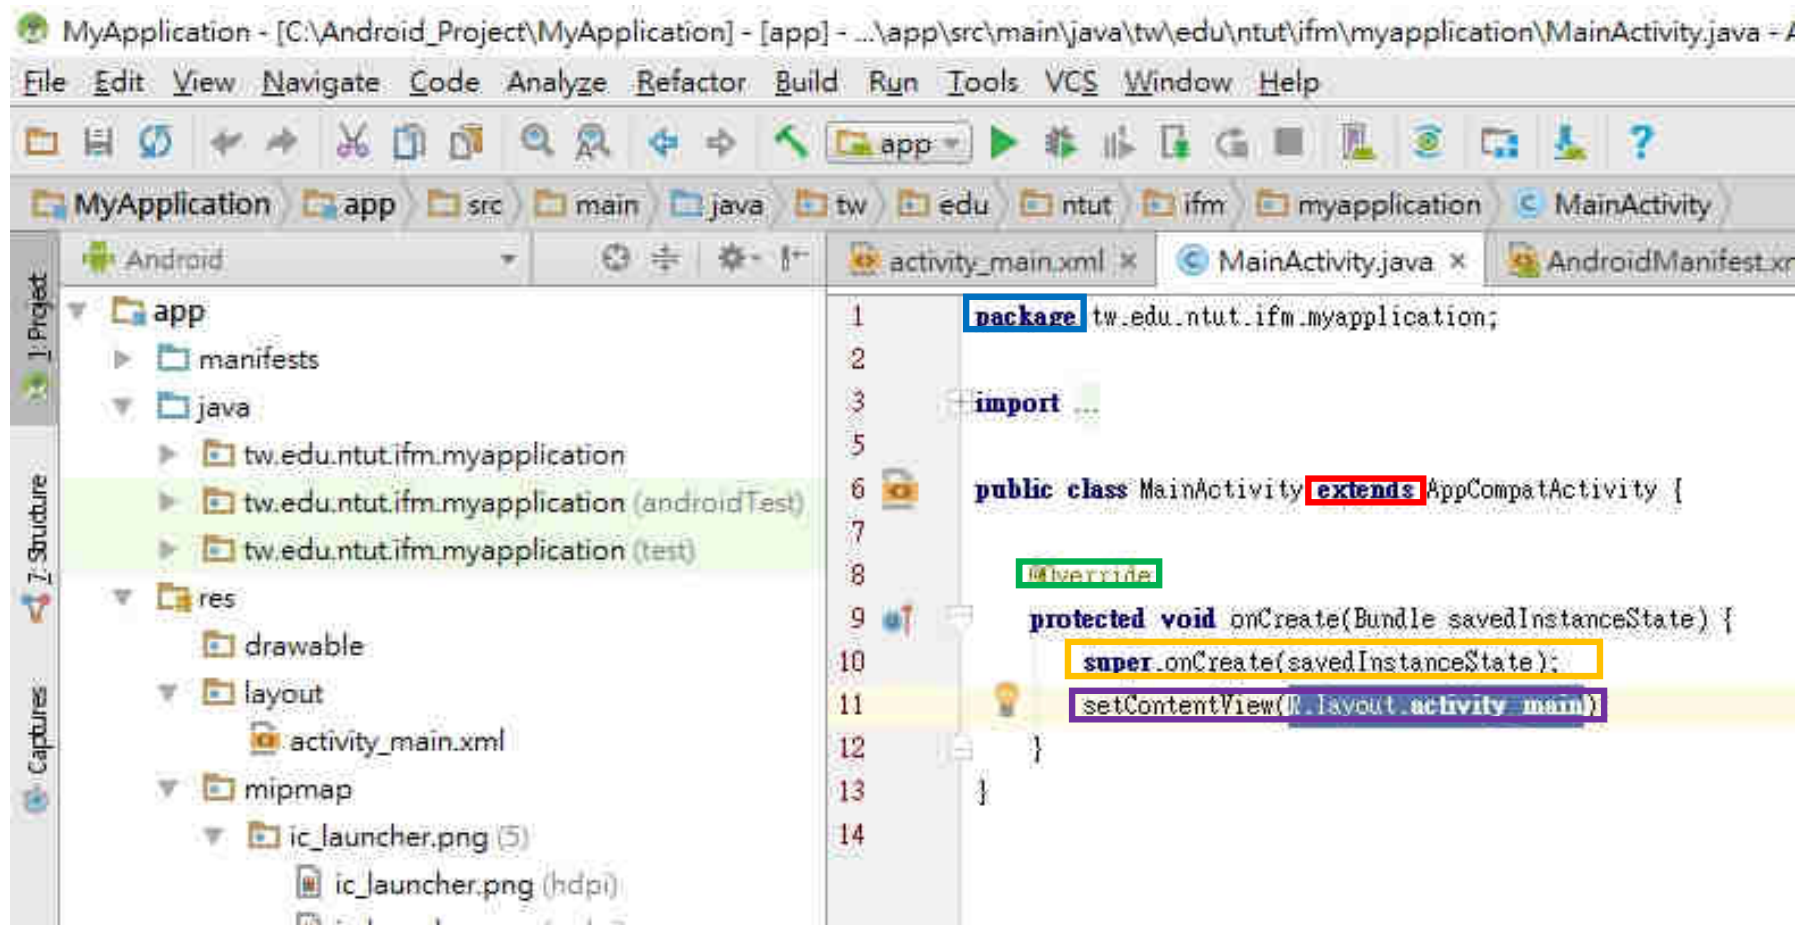 MyApplication - [C:\Android_Project\MyApplication] - [app] - ...\app\src\main\java\tw\edu\ntut\ifm\myapplication\MainActivity.java - A
File Edit View Navigate Code Analyze Refactor Build Run Tools VCS Window Help
app
MyApplication app src main java tw edu ntut ifm myapplication MainActivity
Android
activity_main.xml MainActivity.java AndroidManifest.xm
1: Project
7: Structure
Captures
app
manifests
java
tw.edu.ntut.ifm.myapplication
tw.edu.ntut.ifm.myapplication (androidTest)
tw.edu.ntut.ifm.myapplication (test)
res
drawable
layout
activity_main.xml
mipmap
ic_launcher.png (5)
ic_launcher.png (hdpi)
1 package tw.edu.ntut.ifm.myapplication;
2
3 import ...
5
6 public class MainActivity extends AppCompatActivity {
7
8 @Override
9 protected void onCreate(Bundle savedInstanceState) {
10 super.onCreate(savedInstanceState);
11 setContentView(R.layout.activity_main)
12 }
13 }
14